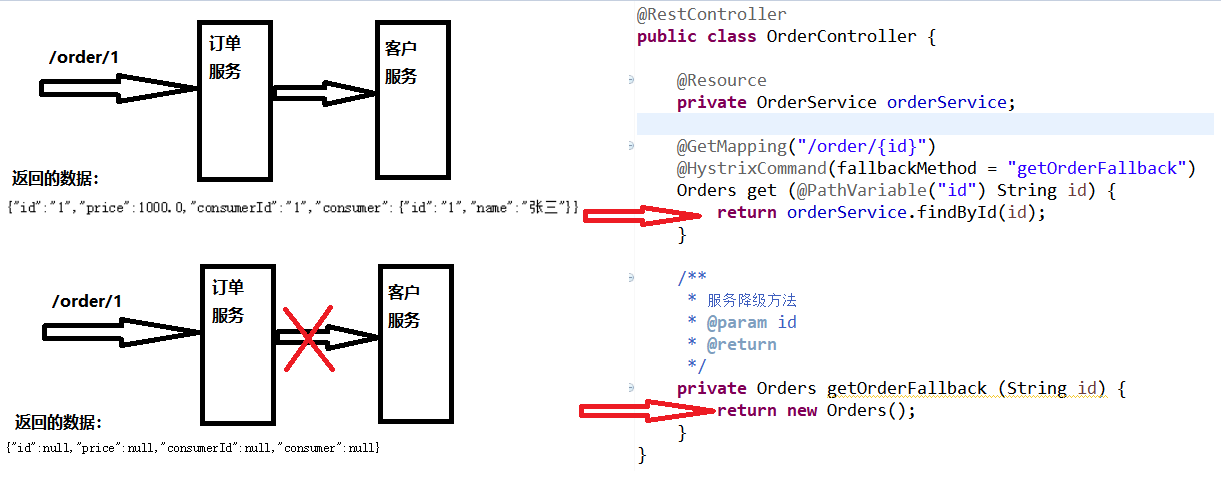 /order/1
订单
服务
客户
服务
返回的数据：
{"id":"1","price":1000.0,"consumerId":"1","consumer":{"id":"1","name":"张三"}}
/order/1
订单
服务
客户
服务
返回的数据：
{"id":null,"price":null,"consumerId":null,"consumer":null}
@RestController
public class OrderController {
@Resource
private OrderService orderService;
@GetMapping("/order/{id}")
@HystrixCommand(fallbackMethod = "getOrderFallback")
Orders get (@PathVariable("id") String id) {
return orderService.findById(id);
}
/**
* 服务降级方法
* @param id
* @return
*/
private Orders getOrderFallback (String id) {
return new Orders();
}
}